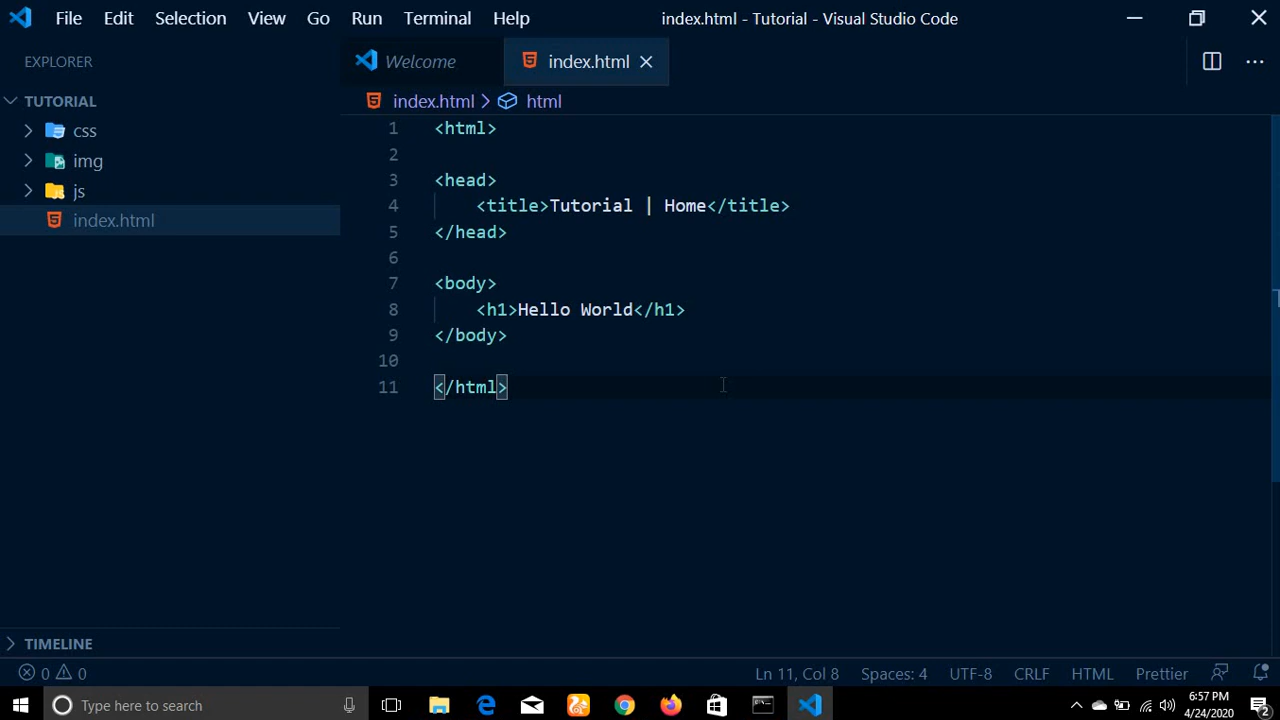 File Edit Selection View Go Run Terminal Help index.html - Tutorial - Visual Studio Code
EXPLORER
Welcome
index.html
TUTORIAL
css
img
js
index.html
index.html > html
1 <html>
2
3 <head>
4 <title>Tutorial | Home</title>
5 </head>
6
7 <body>
8 <h1>Hello World</h1>
9 </body>
10
11 </html>
TIMELINE
0 0 Ln 11, Col 8 Spaces: 4 UTF-8 CRLF HTML Prettier
Type here to search
6:57 PM
4/24/2020
2